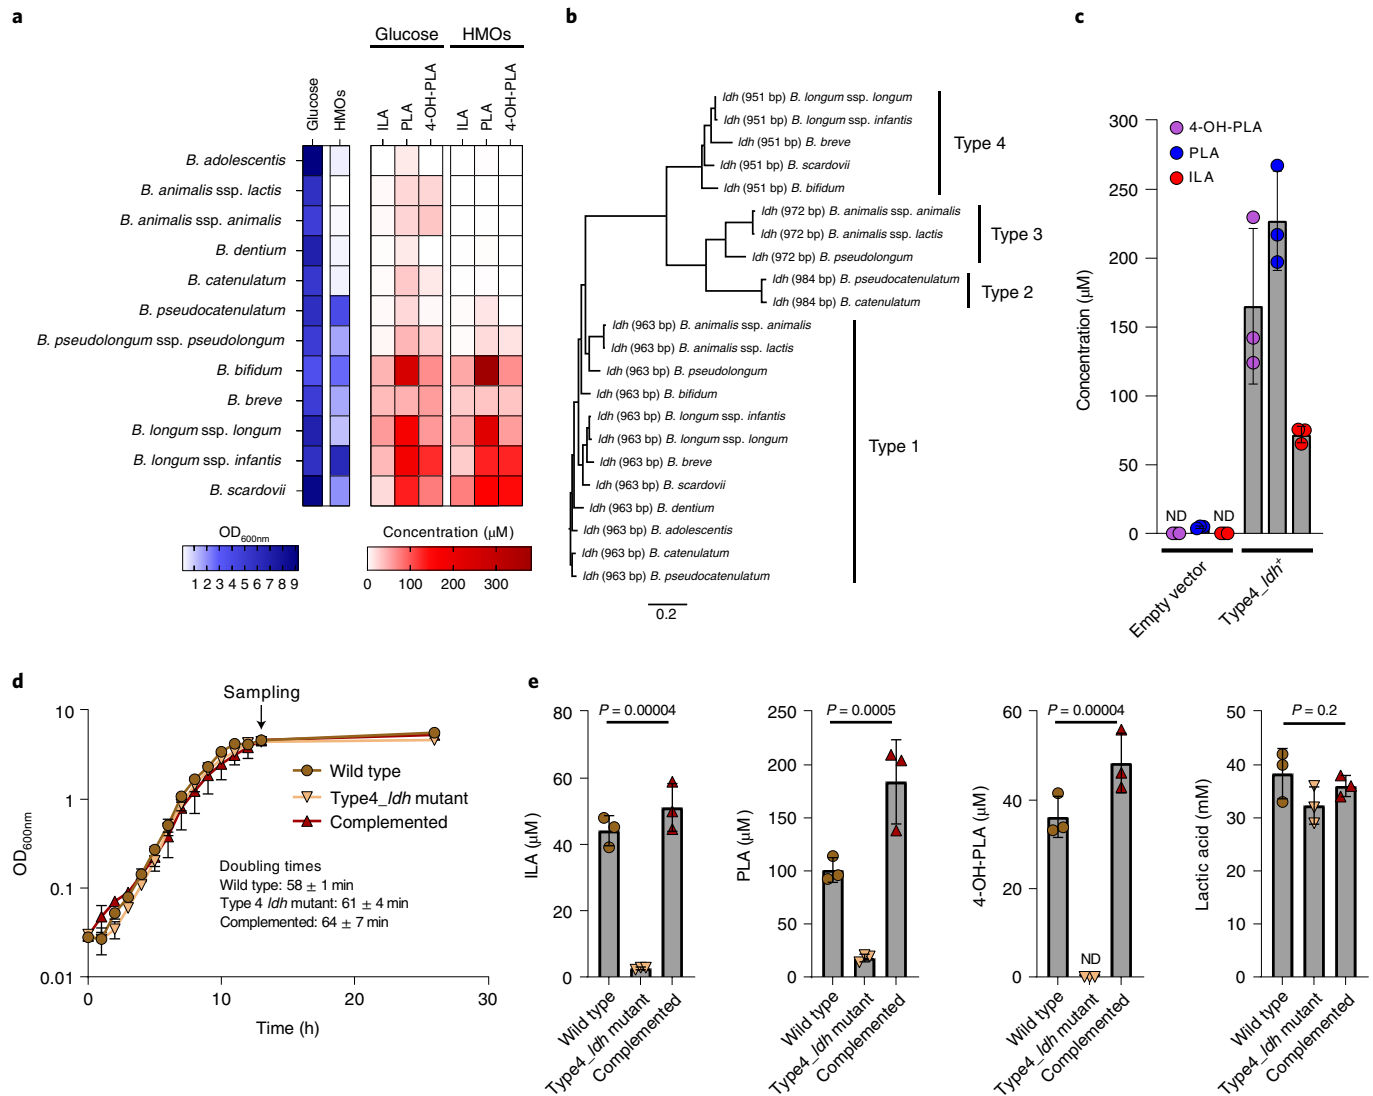 a
Glucose
HMOs
Glucose
HMOs
ILA
PLA
4-OH-PLA
ILA
PLA
4-OH-PLA
B. adolescentis
B. animalis ssp. lactis
B. animalis ssp. animalis
B. dentium
B. catenulatum
B. pseudocatenulatum
B. pseudolongum ssp. pseudolongum
B. bifidum
B. breve
B. longum ssp. longum
B. longum ssp. infantis
B. scardovii
OD600nm
1 2 3 4 5 6 7 8 9
Concentration (μM)
0 100 200 300
b
ldh (951 bp) B. longum ssp. longum
ldh (951 bp) B. longum ssp. infantis
ldh (951 bp) B. breve
ldh (951 bp) B. scardovii
ldh (951 bp) B. bifidum
Type 4
ldh (972 bp) B. animalis ssp. animalis
ldh (972 bp) B. animalis ssp. lactis
ldh (972 bp) B. pseudolongum
Type 3
ldh (984 bp) B. pseudocatenulatum
ldh (984 bp) B. catenulatum
Type 2
ldh (963 bp) B. animalis ssp. animalis
ldh (963 bp) B. animalis ssp. lactis
ldh (963 bp) B. pseudolongum
ldh (963 bp) B. bifidum
ldh (963 bp) B. longum ssp. infantis
ldh (963 bp) B. longum ssp. longum
ldh (963 bp) B. breve
ldh (963 bp) B. scardovii
ldh (963 bp) B. dentium
ldh (963 bp) B. adolescentis
ldh (963 bp) B. catenulatum
ldh (963 bp) B. pseudocatenulatum
Type 1
0.2
c
Concentration (μM)
300
250
200
150
100
50
0
4-OH-PLA
PLA
ILA
ND
ND
Empty vector
Type4_ldh+
d
Sampling
OD600nm
10
1
0.1
0.01
Wild type
Type4_ldh mutant
Complemented
Doubling times
Wild type: 58 ± 1 min
Type 4 ldh mutant: 61 ± 4 min
Complemented: 64 ± 7 min
0
10
20
30
Time (h)
e
ILA (μM)
80
60
40
20
0
P = 0.00004
Wild type
Type4_ldh mutant
Complemented
PLA (μM)
250
200
150
100
50
0
P = 0.0005
Wild type
Type4_ldh mutant
Complemented
4-OH-PLA (μM)
60
40
20
0
P = 0.00004
ND
Wild type
Type4_ldh mutant
Complemented
Lactic acid (mM)
50
40
30
20
10
0
P = 0.2
Wild type
Type4_ldh mutant
Complemented